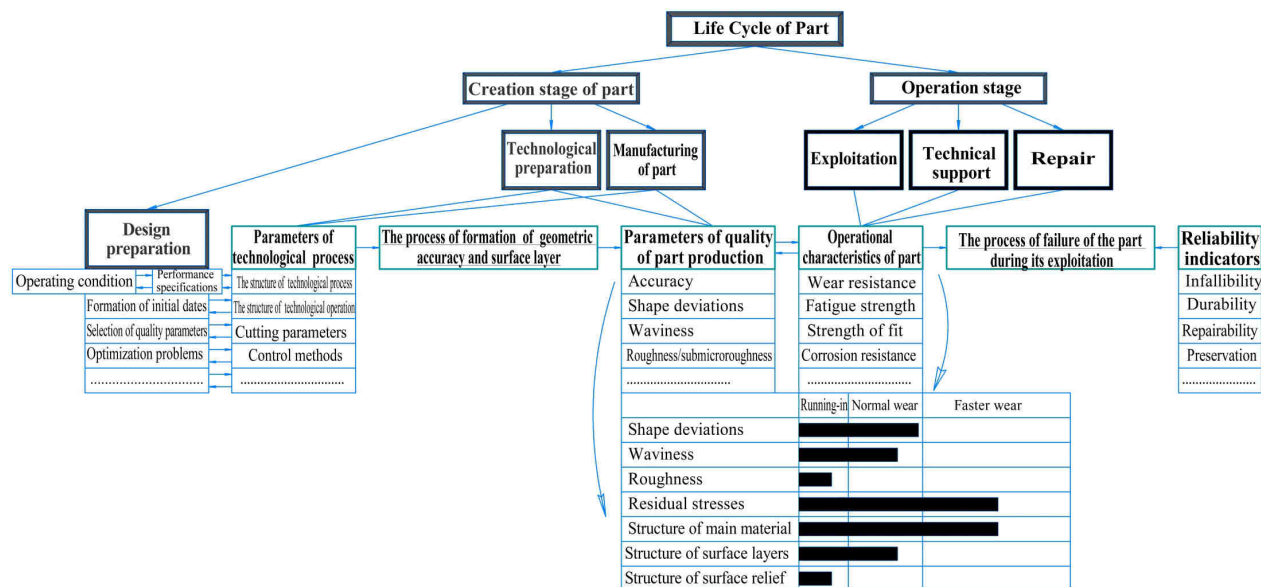 Life Cycle of Part
Creation stage of part
Operation stage
Technological
preparation
Manufacturing
of part
Exploitation
Technical
support
Repair
Design
preparation
Parameters of
technological process
The process of formation of geometric
accuracy and surface layer
Parameters of quality
of part production
Operational
characteristics of part
The process of failure of the part
during its exploitation
Reliability
indicators
Operating condition
Performance
specifications
The structure of technological process
Accuracy
Wear resistance
Infallibility
Formation of initial dates
The structure of technological operation
Shape deviations
Fatigue strength
Durability
Selection of quality parameters
Cutting parameters
Waviness
Strength of fit
Repairability
Optimization problems
Control methods
Roughness/submicroroughness
Corrosion resistance
Preservation
..............................
..............................
..............................
..............................
......................
Running-in
Normal wear
Faster wear
Shape deviations
Waviness
Roughness
Residual stresses
Structure of main material
Structure of surface layers
Structure of surface relief